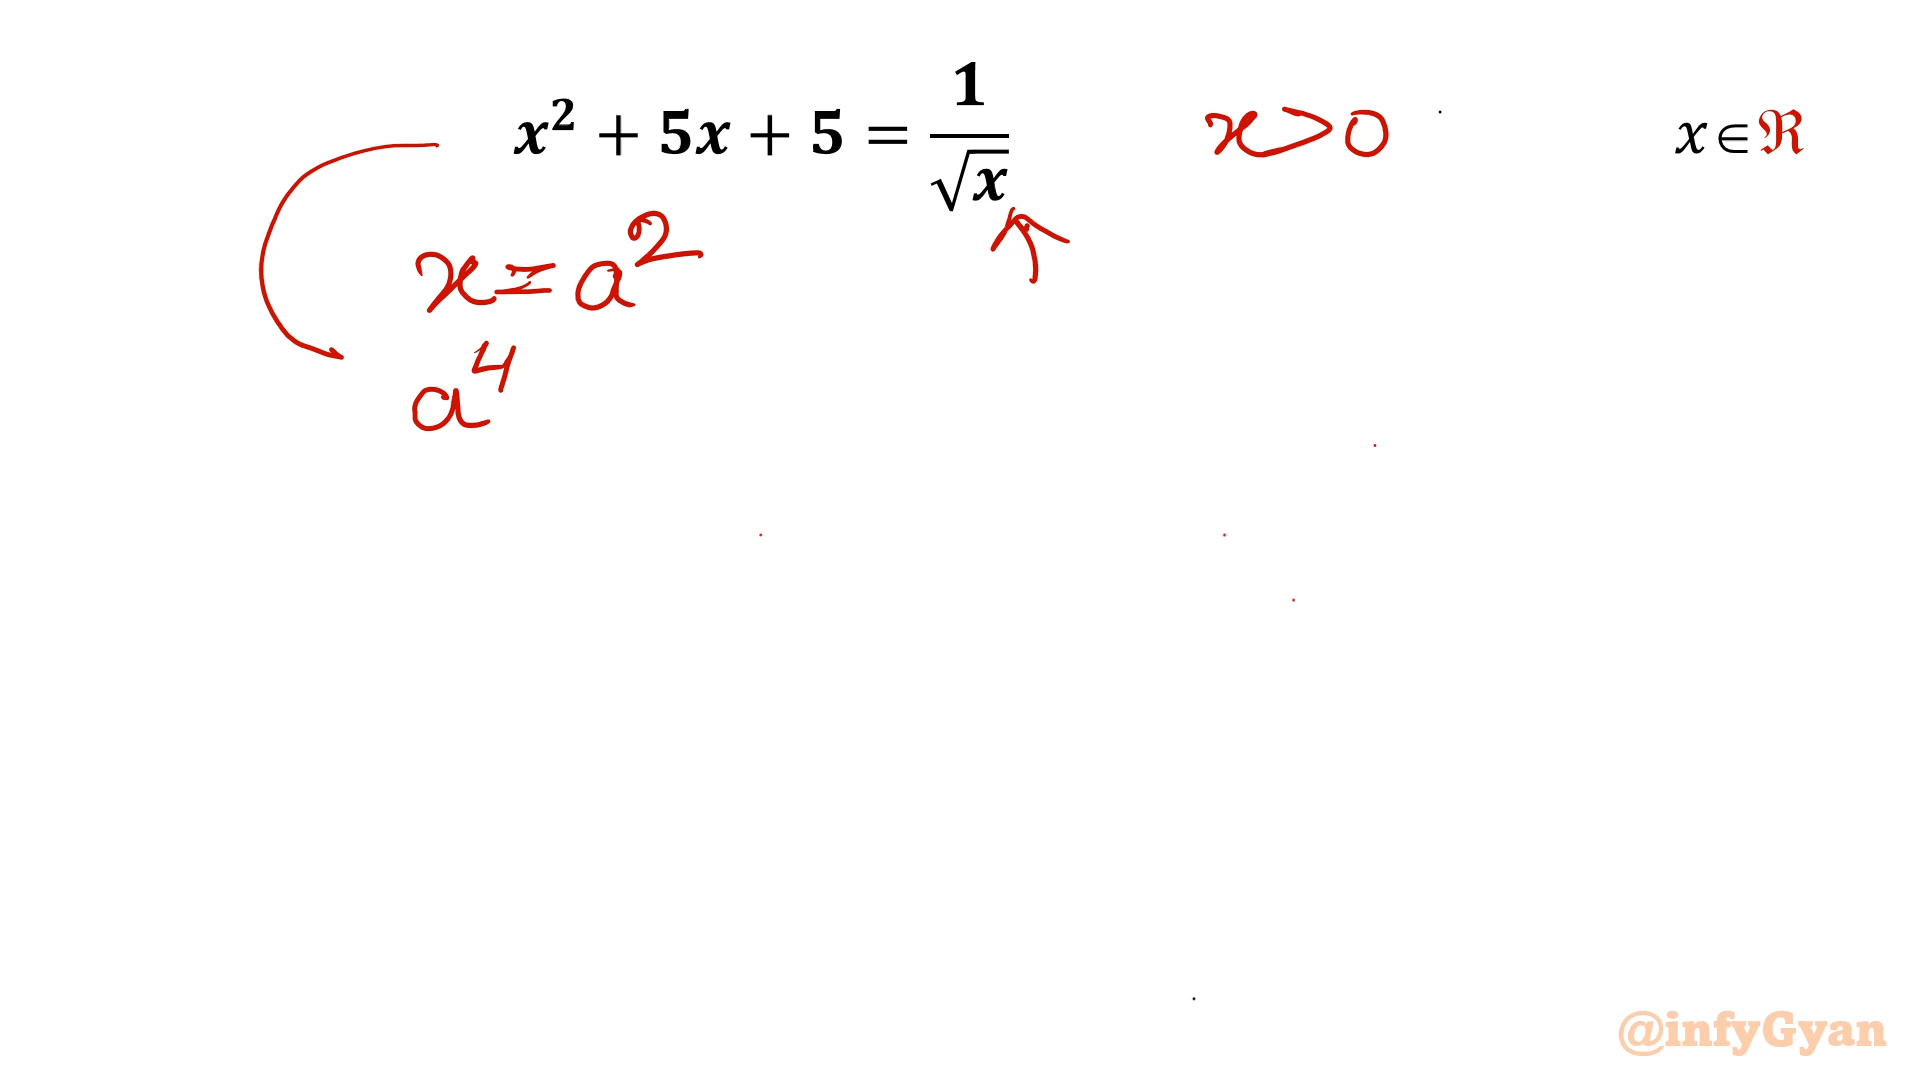 x² + 5x + 5 = 1/√x    x>0    x ∈ ℜ
x = a²
a⁴
@infyGyan